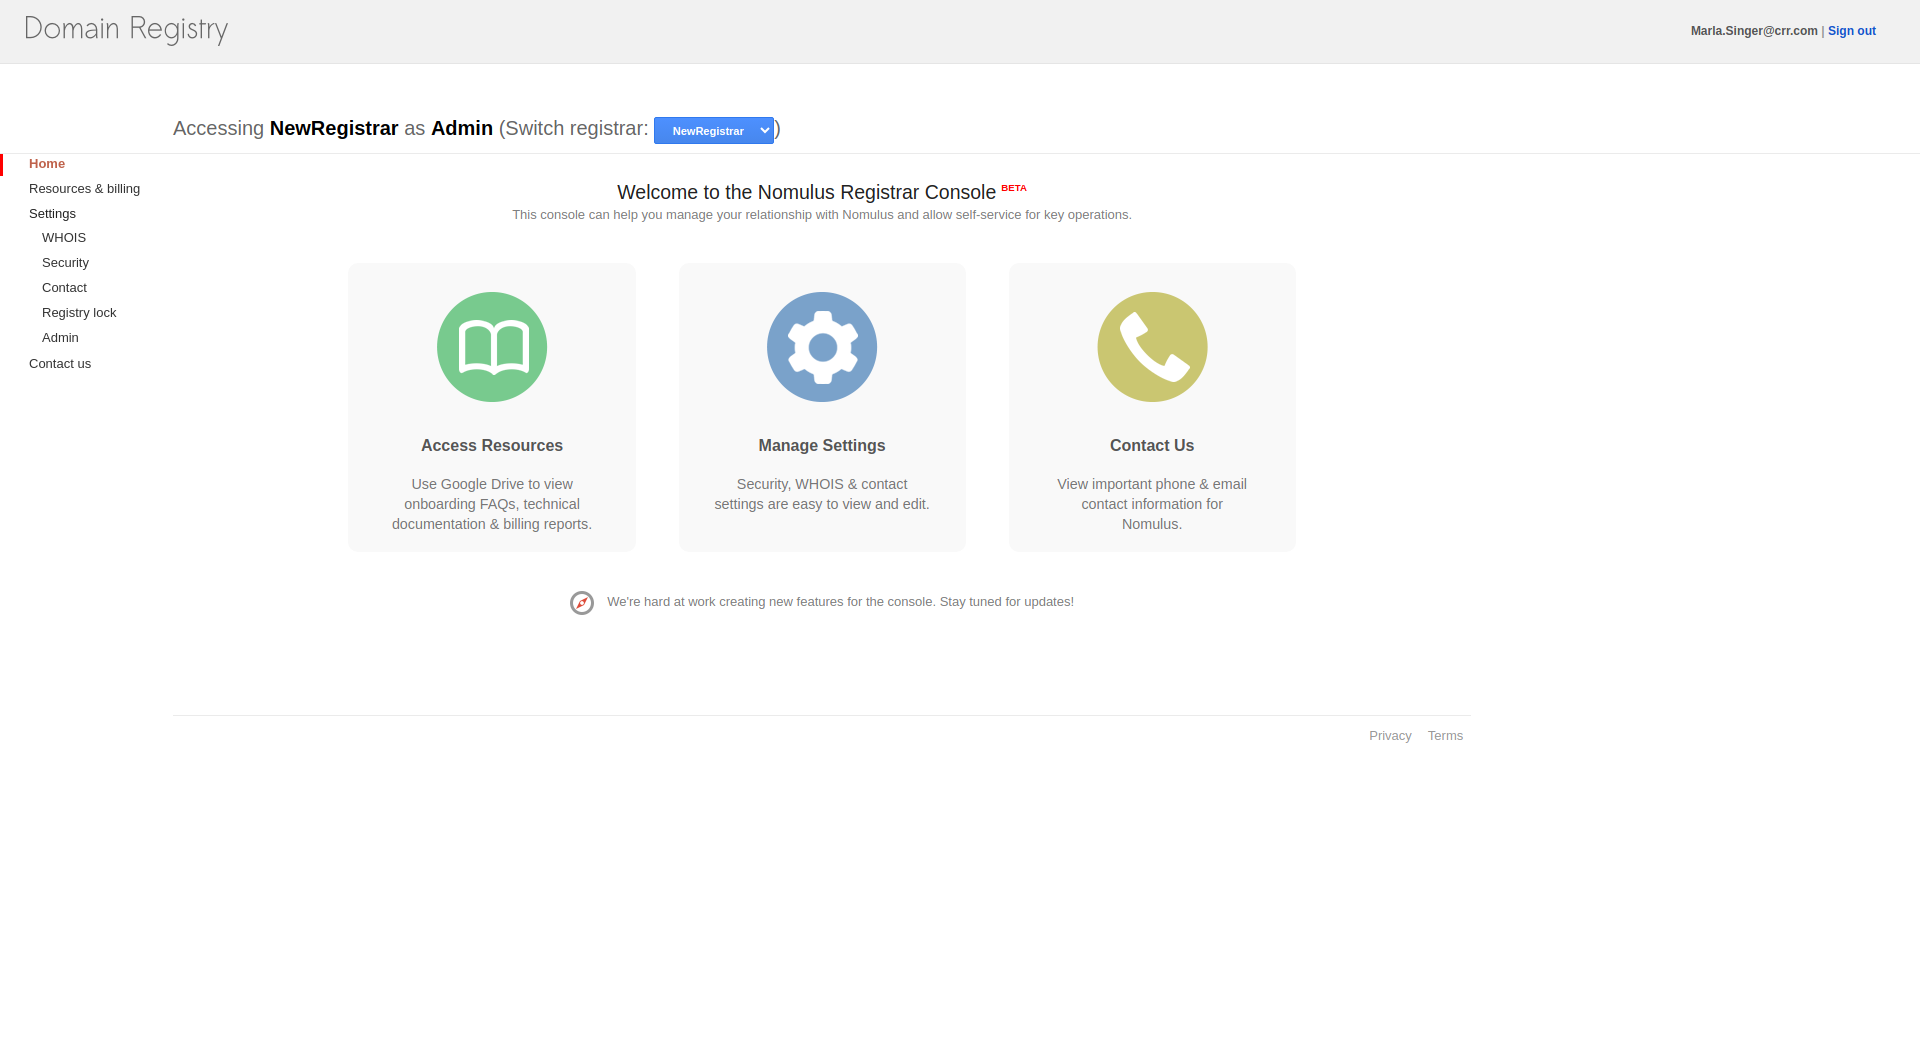 Domain Registry
Marla.Singer@crr.com | Sign out
Accessing NewRegistrar as Admin (Switch registrar: NewRegistrar)
Home
Resources & billing
Settings
WHOIS
Security
Contact
Registry lock
Admin
Contact us
Welcome to the Nomulus Registrar Console BETA
This console can help you manage your relationship with Nomulus and allow self-service for key operations.
Access Resources
Use Google Drive to view
onboarding FAQs, technical
documentation & billing reports.
Manage Settings
Security, WHOIS & contact
settings are easy to view and edit.
Contact Us
View important phone & email
contact information for
Nomulus.
We're hard at work creating new features for the console. Stay tuned for updates!
Privacy Terms